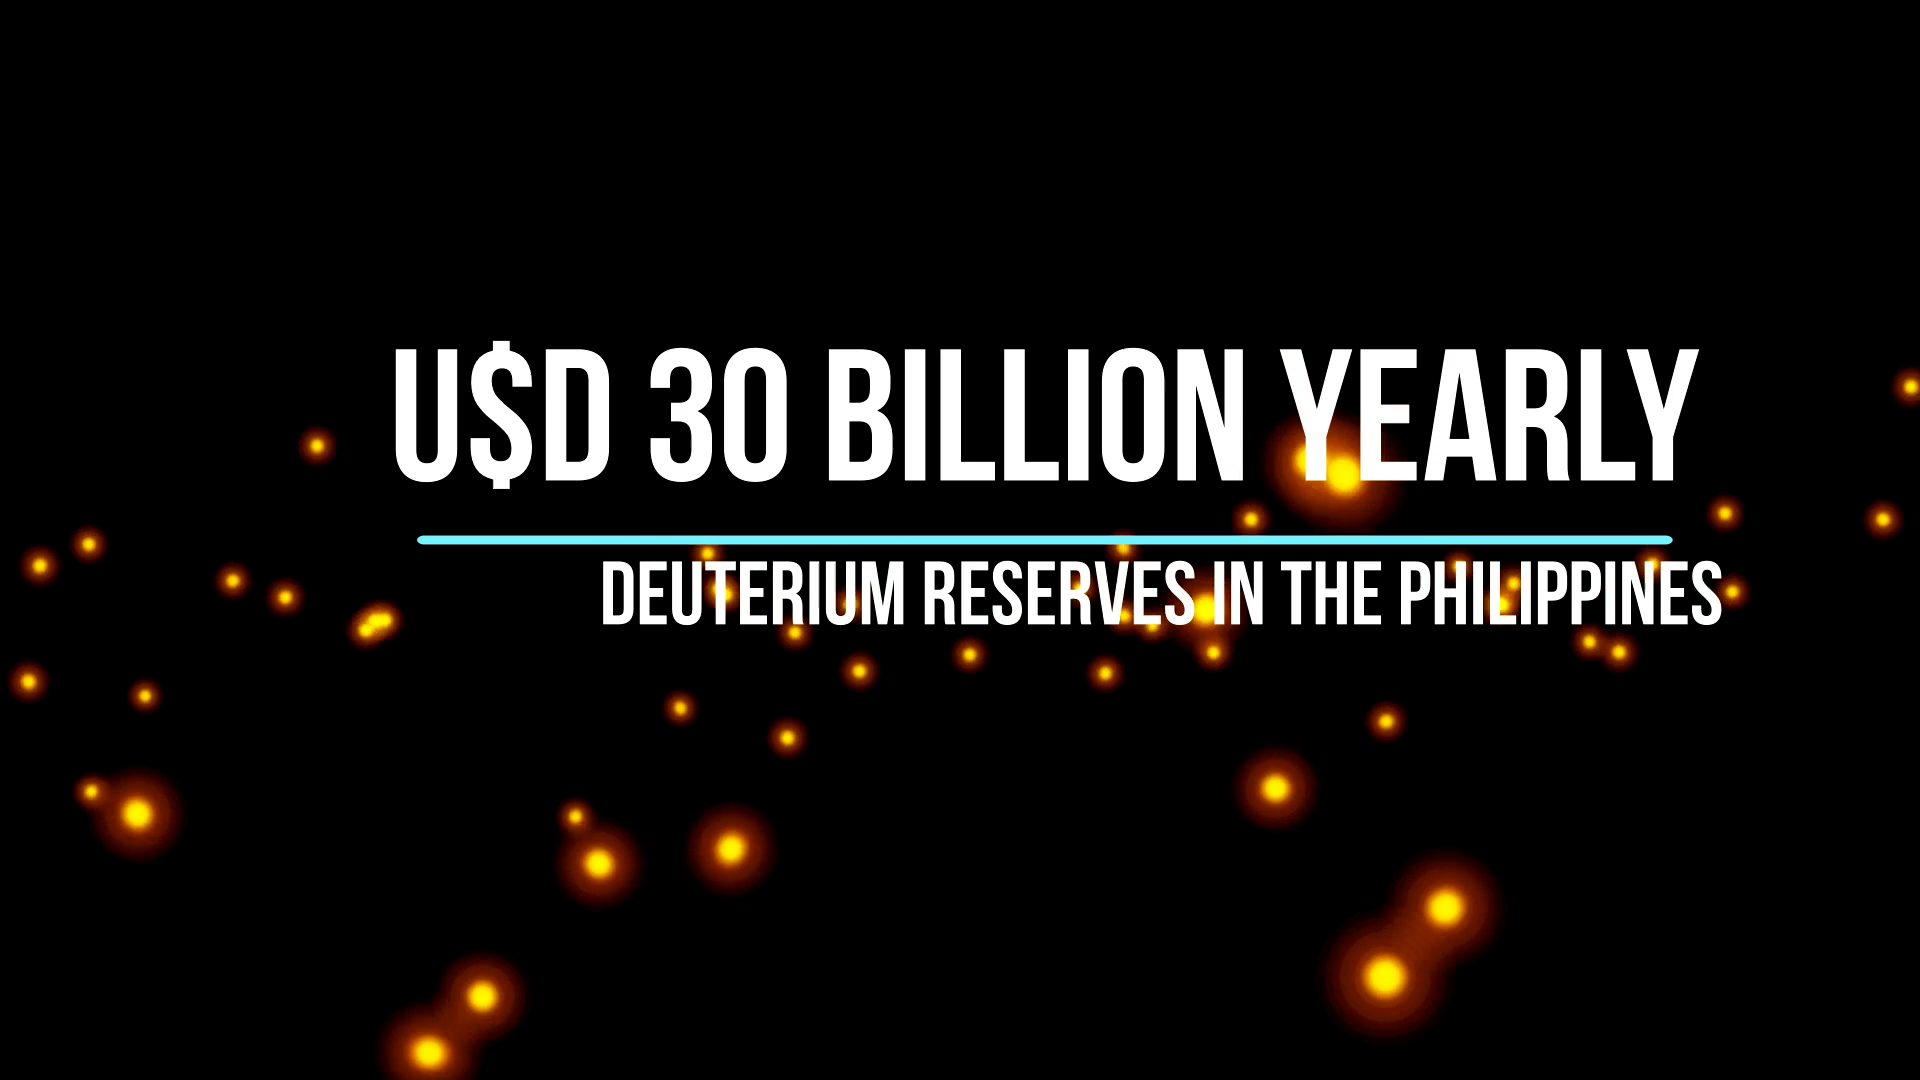 U$D 30 BILLION YEARLY
DEUTERIUM RESERVES IN THE PHILIPPINES